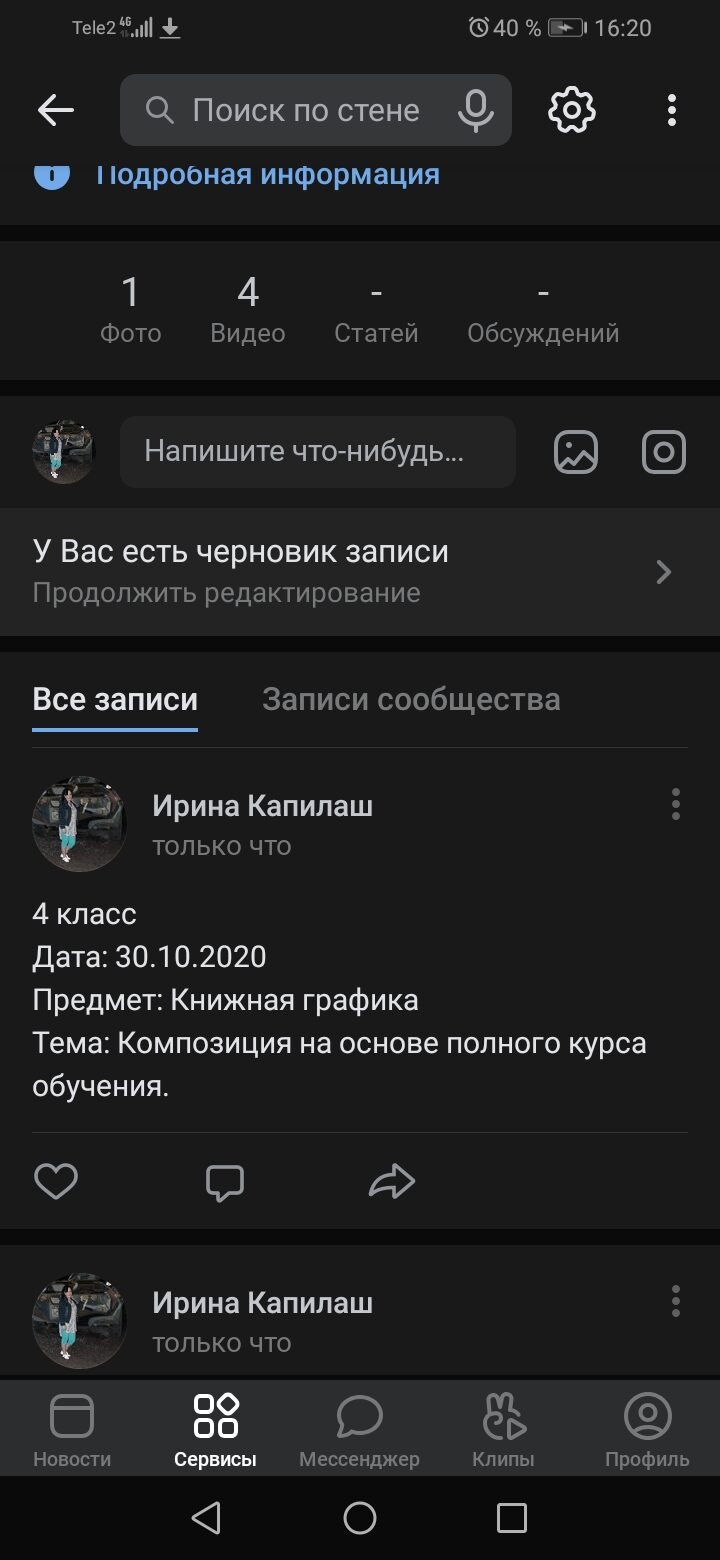 Tele2 4G 40 % 16:20
Поиск по стене
Подробная информация
1 4 - -
Фото Видео Статей Обсуждений
Напишите что-нибудь...
У Вас есть черновик записи
Продолжить редактирование
Все записи Записи сообщества
Ирина Капилаш
только что
4 класс
Дата: 30.10.2020
Предмет: Книжная графика
Тема: Композиция на основе полного курса
обучения.
Ирина Капилаш
только что
Новости Сервисы Мессенджер Клипы Профиль